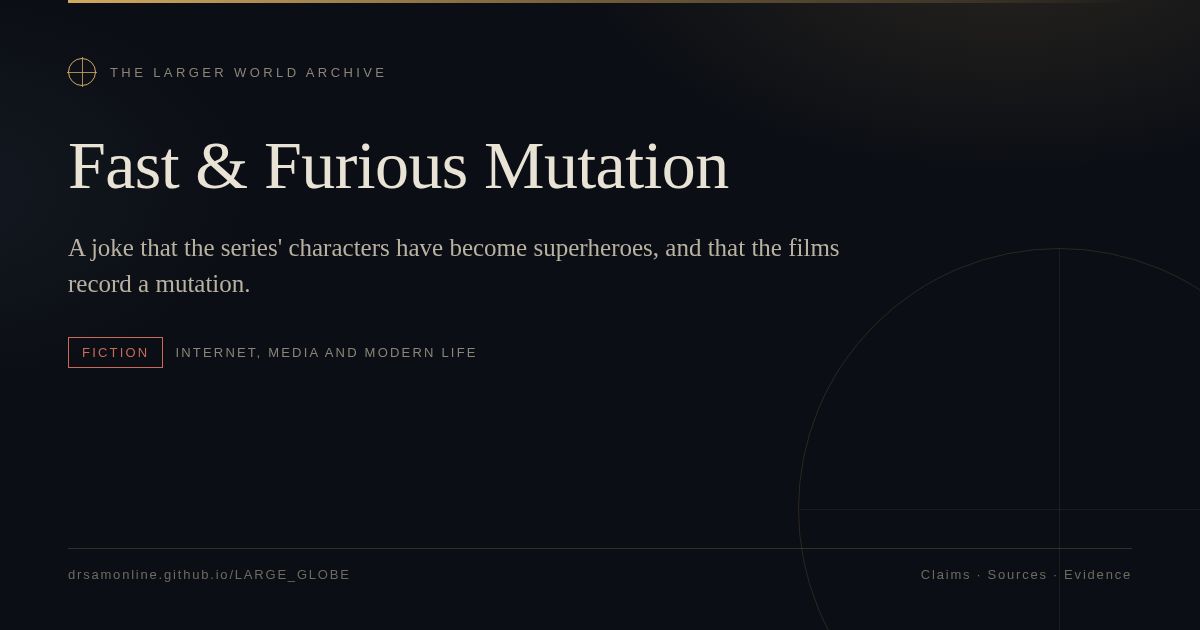 THE LARGER WORLD ARCHIVE
Fast & Furious Mutation
A joke that the series' characters have become superheroes, and that the films
record a mutation.
FICTION
INTERNET, MEDIA AND MODERN LIFE
drsamonline.github.io/LARGE_GLOBE
Claims · Sources · Evidence